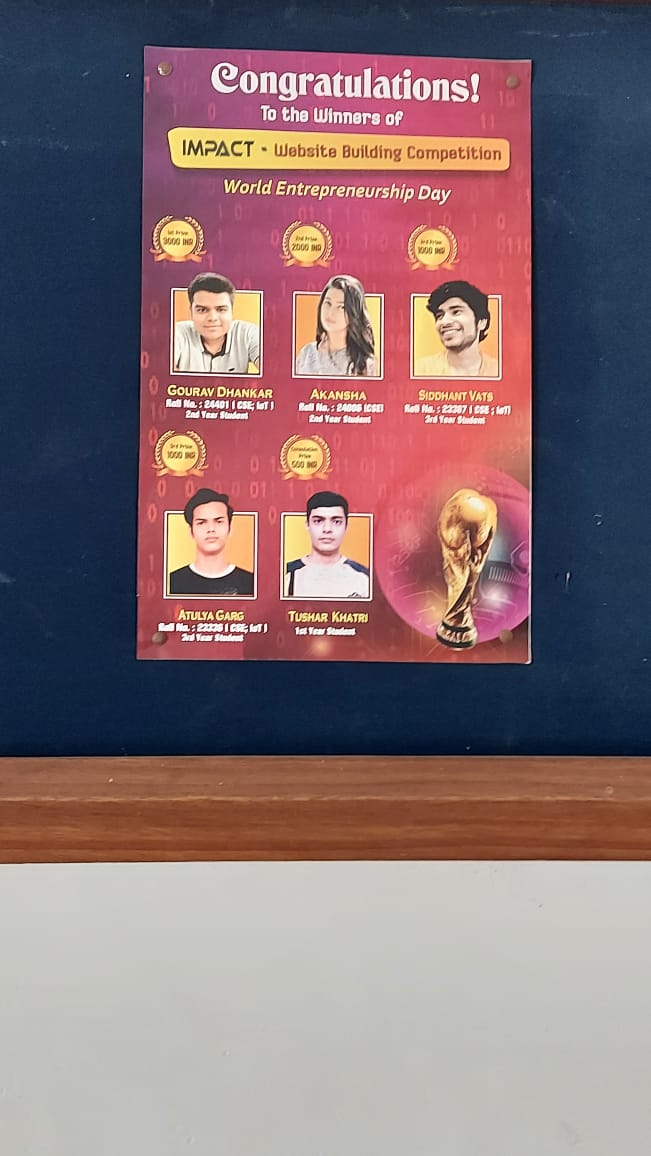 Congratulations!
To the Winners of
IMPACT - Website Building Competition
World Entrepreneurship Day
1st Prize
3000 INR
2nd Prize
2000 INR
3rd Prize
1000 INR
GOURAV DHANKAR
Roll No. : 24401 ( CSE, IoT )
2nd Year Student
AKANSHA
Roll No. : 24006 (CSE)
2nd Year Student
SIDDHANT VATS
Roll No. : 23307 ( CSE ; IoT)
3rd Year Student
3rd Prize
1000 INR
Consolation
Prize
500 INR
ATULYA GARG
Roll No. : 23336 ( CSE, IoT )
3rd Year Student
TUSHAR KHATRI
1st Year Student